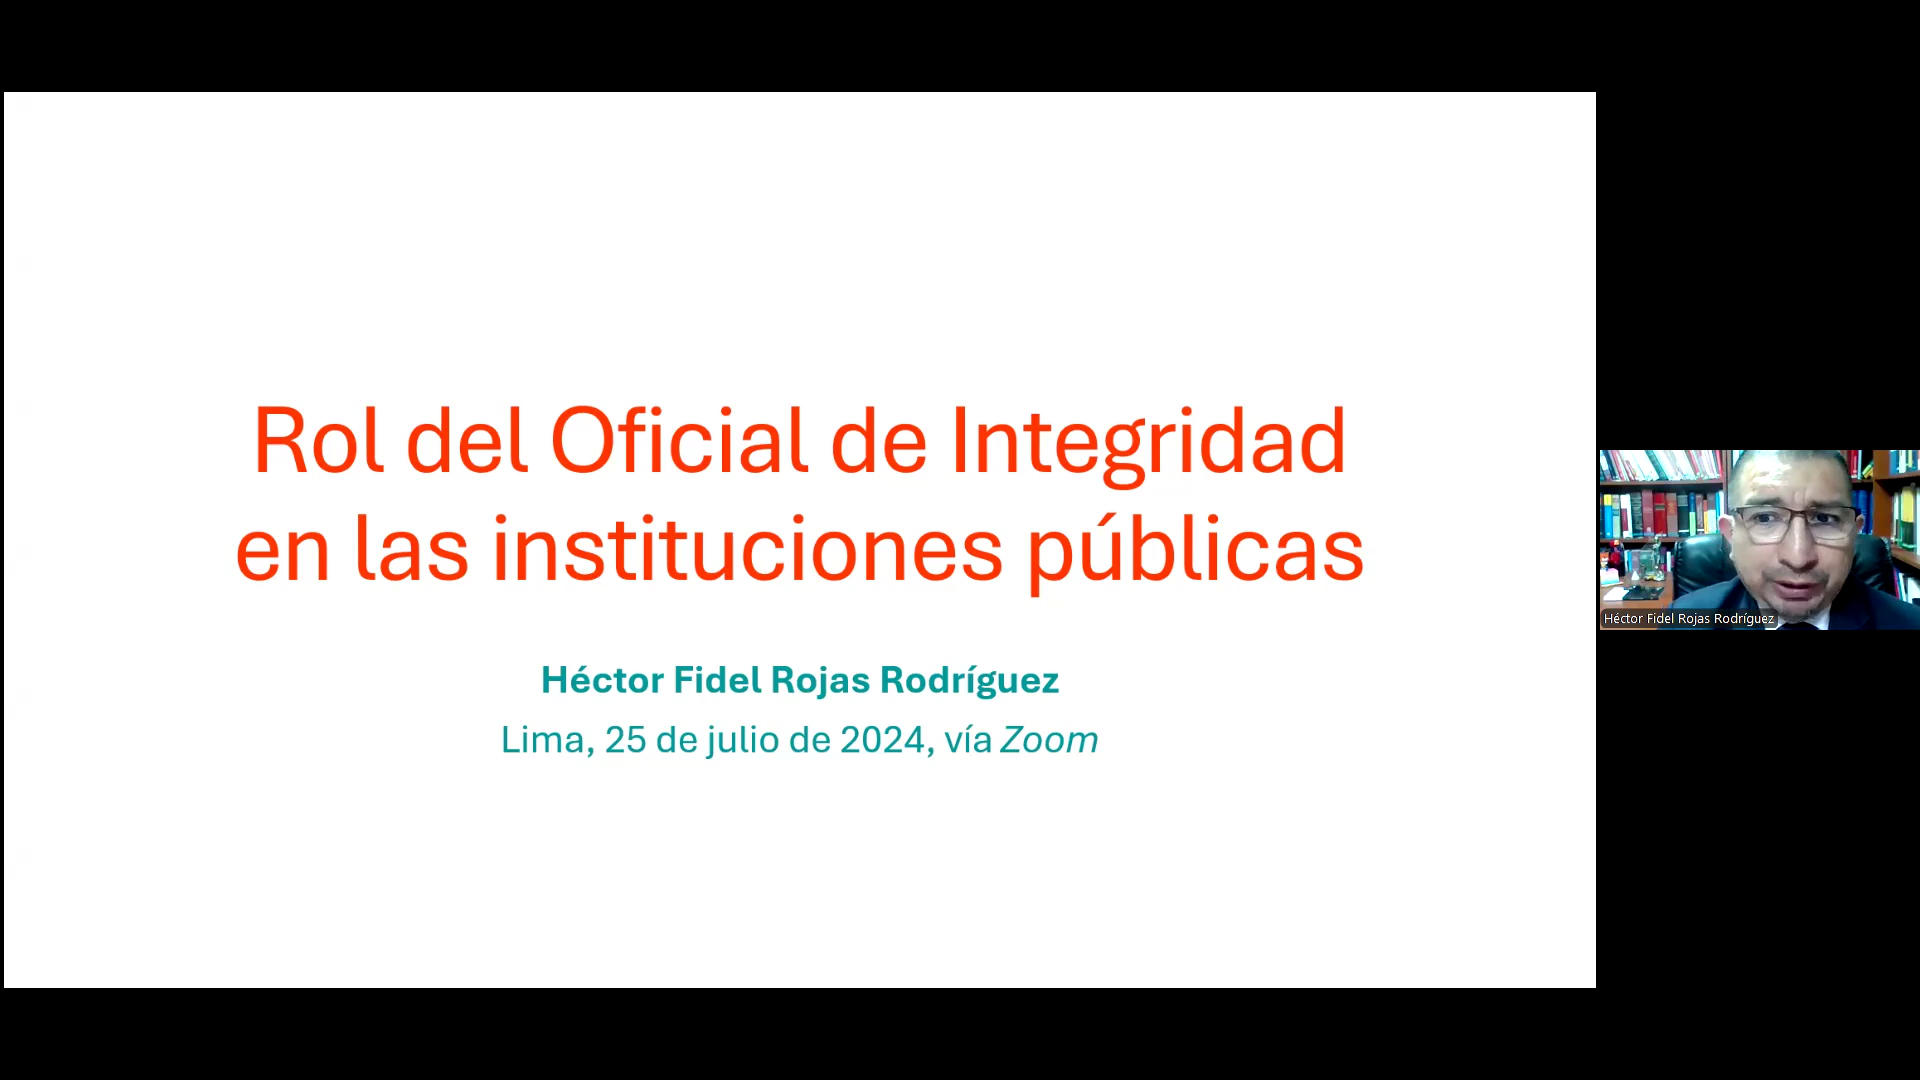 Rol del Oficial de Integridad
en las instituciones públicas
Héctor Fidel Rojas Rodríguez
Lima, 25 de julio de 2024, vía Zoom
Héctor Fidel Rojas Rodríguez